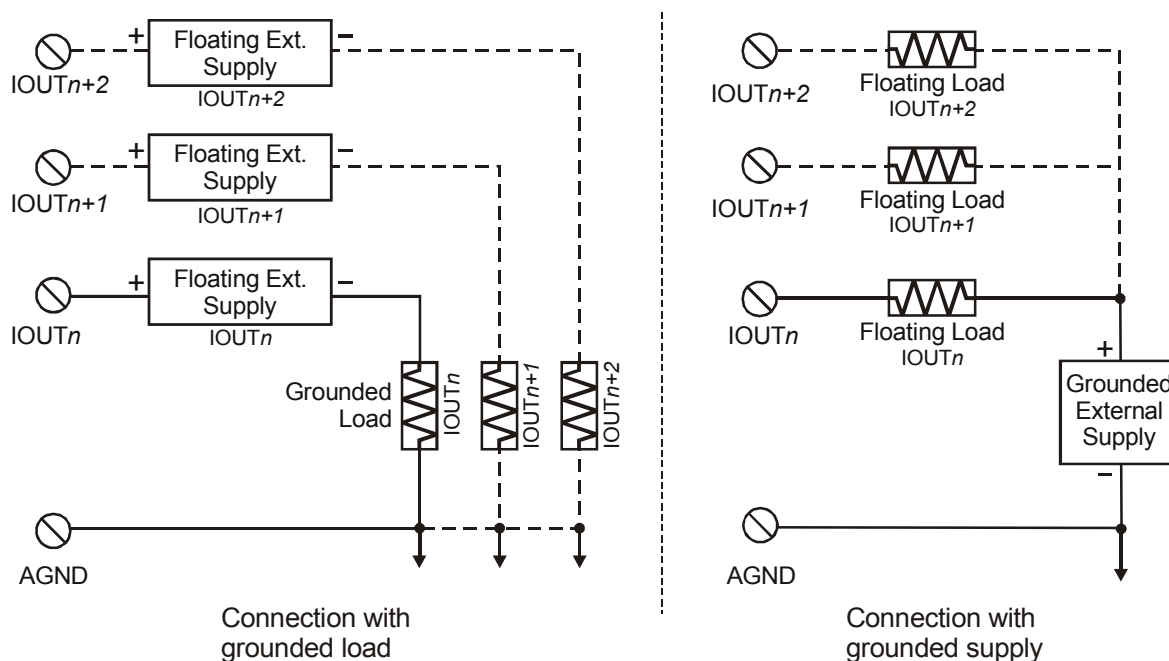 +
Floating Ext.
Supply
−
IOUTn+2
IOUTn+2
+
Floating Ext.
Supply
−
IOUTn+1
IOUTn+1
+
Floating Ext.
Supply
−
IOUTn
IOUTn
Grounded
Load
IOUTn
IOUTn+1
IOUTn+2
AGND
Connection with
grounded load
IOUTn+2
Floating Load
IOUTn+2
IOUTn+1
Floating Load
IOUTn+1
IOUTn
Floating Load
IOUTn
+
Grounded
External
Supply
−
AGND
Connection with
grounded supply